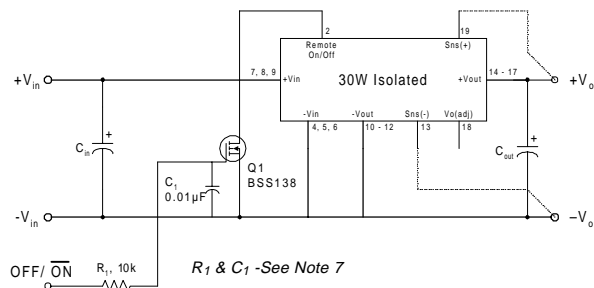 2
19
Remote
On/Off
Sns(+)
+Vin
7, 8, 9
+Vin
30W Isolated
+Vout
14 - 17
+Vo
-Vin
-Vout
Sns(-)
Vo(adj)
4, 5, 6
10 - 12
13
18
+
Cin
Q1
BSS138
C1
0.01µF
+
Cout
-Vin
–Vo
OFF/ O̅N̅
R1, 10k
R1 & C1 -See Note 7